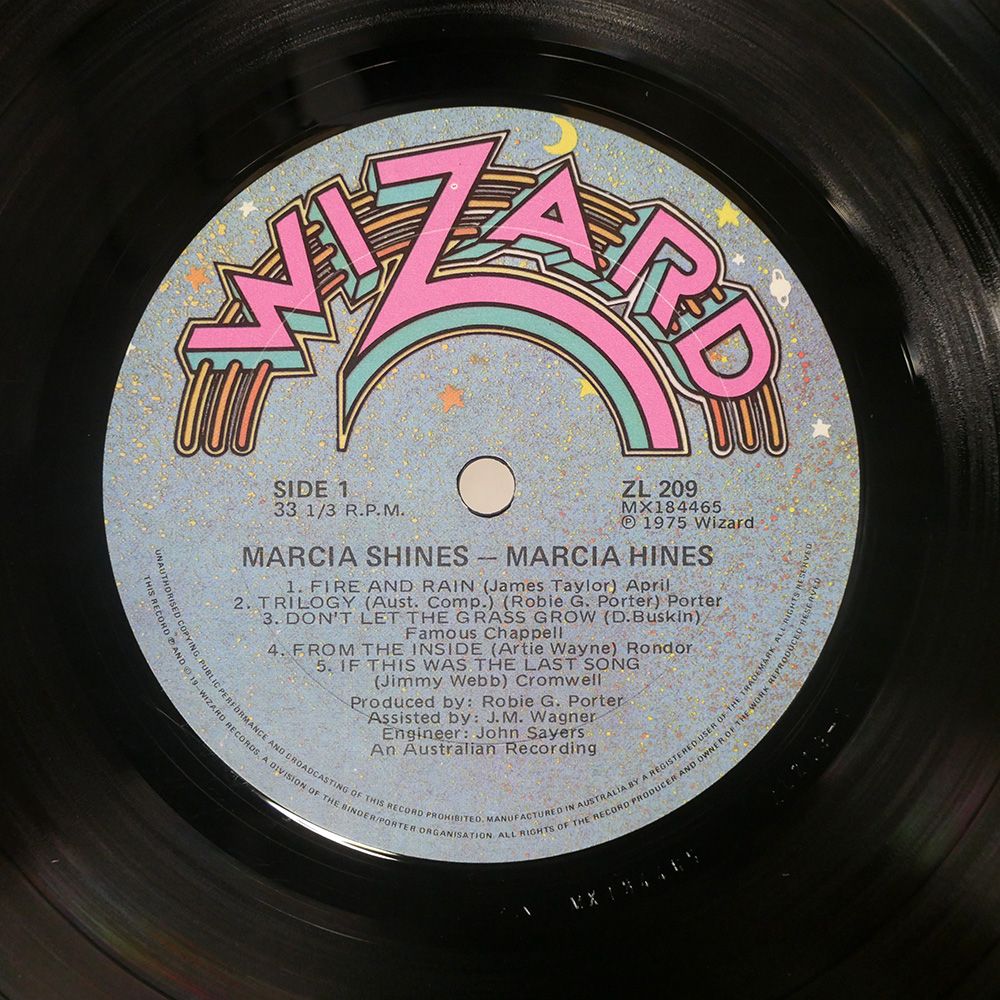 WIZARD
SIDE 1
33 1/3 R.P.M.
ZL 209
MX184465
℗ 1975 Wizard
MARCIA SHINES — MARCIA HINES
1. FIRE AND RAIN (James Taylor) April
2. TRILOGY (Aust. Comp.) (Robie G. Porter) Porter
3. DON'T LET THE GRASS GROW (D.Buskin)
Famous Chappell
4. FROM THE INSIDE (Artie Wayne) Rondor
5. IF THIS WAS THE LAST SONG
(Jimmy Webb) Cromwell
Produced by: Robie G. Porter
Assisted by: J.M. Wagner
Engineer: John Sayers
An Australian Recording
UNAUTHORISED COPYING, PUBLIC PERFORMANCE AND BROADCASTING OF THIS RECORD PROHIBITED. MANUFACTURED IN AUSTRALIA BY A REGISTERED USER OF THE TRADEMARK. ALL RIGHTS RESERVED
THIS RECORD ℗ AND © 19– WIZARD RECORDS, A DIVISION OF THE BINDER/PORTER ORGANISATION. ALL RIGHTS OF THE RECORD PRODUCER AND OWNER OF THE WORK REPRODUCED RESERVED.